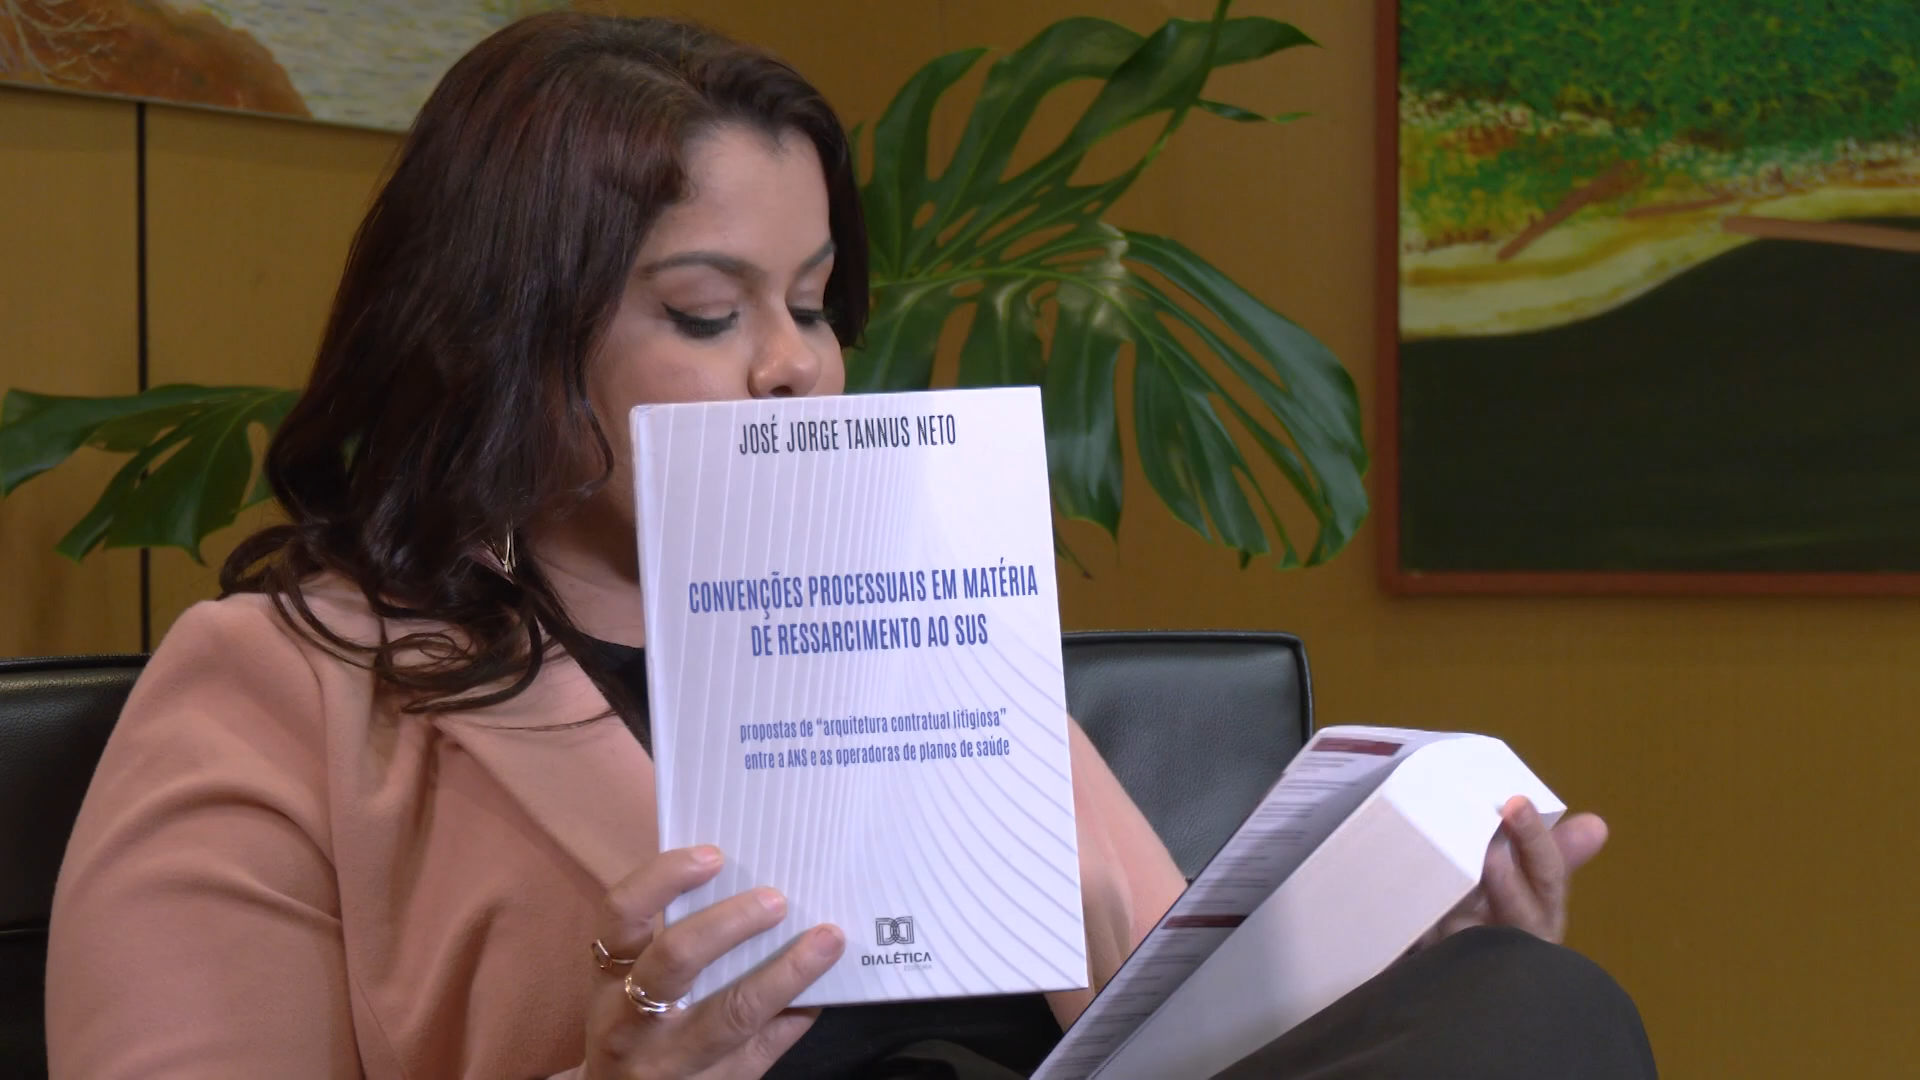 JOSÉ JORGE TANNUS NETO
CONVENÇÕES PROCESSUAIS EM MATÉRIA
DE RESSARCIMENTO AO SUS
propostas de “arquitetura contratual litigiosa”
entre a ANS e as operadoras de planos de saúde
DIALÉTICA
EDITORA